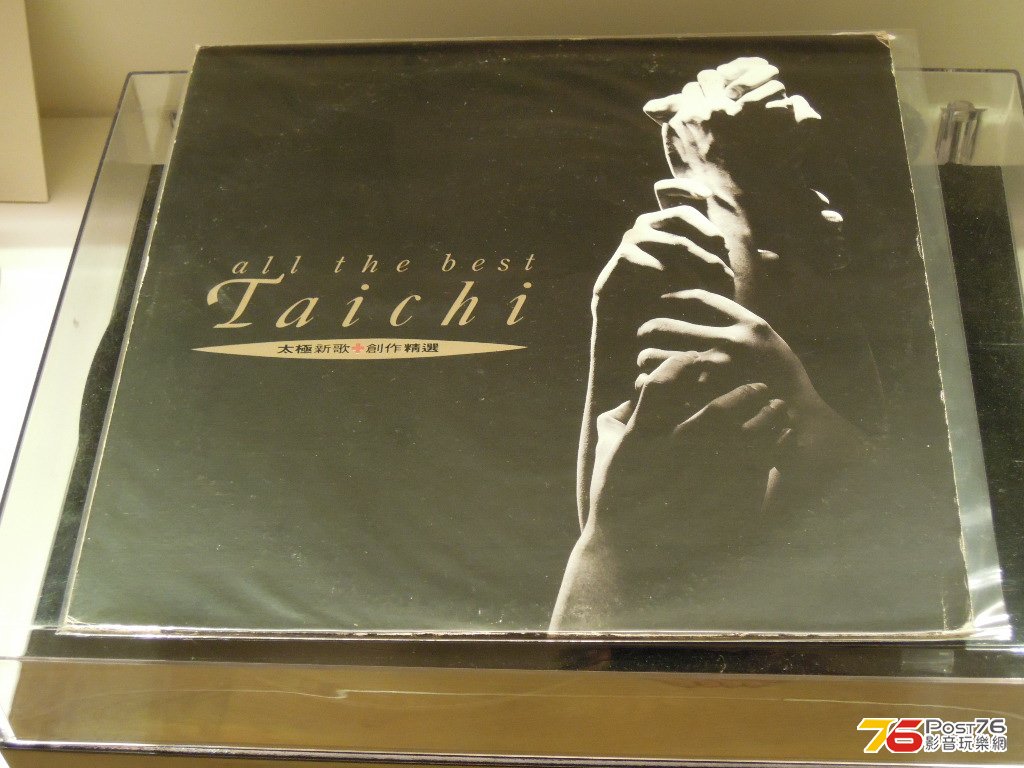 all the best
Taichi
太極新歌+創作精選
76 Post76
影音玩樂網